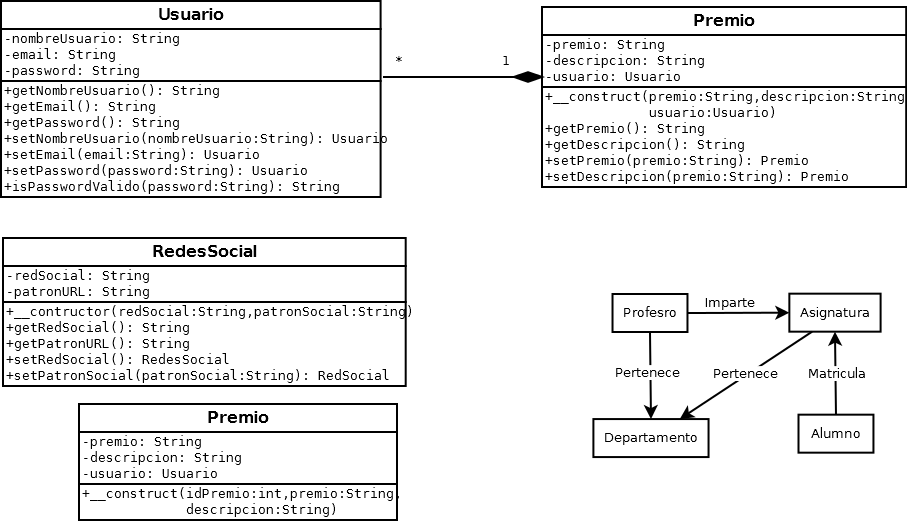 Usuario
-nombreUsuario: String
-email: String
-password: String
+getNombreUsuario(): String
+getEmail(): String
+getPassword(): String
+setNombreUsuario(nombreUsuario:String): Usuario
+setEmail(email:String): Usuario
+setPassword(password:String): Usuario
+isPasswordValido(password:String): String
*
1
Premio
-premio: String
-descripcion: String
-usuario: Usuario
+__construct(premio:String,descripcion:String
usuario:Usuario)
+getPremio(): String
+getDescripcion(): String
+setPremio(premio:String): Premio
+setDescripcion(premio:String): Premio
RedesSocial
-redSocial: String
-patronURL: String
+__contructor(redSocial:String,patronSocial:String)
+getRedSocial(): String
+getPatronURL(): String
+setRedSocial(): RedesSocial
+setPatronSocial(patronSocial:String): RedSocial
Premio
-premio: String
-descripcion: String
-usuario: Usuario
+__construct(idPremio:int,premio:String,
descripcion:String)
Profesro
Imparte
Asignatura
Pertenece
Pertenece
Matricula
Departamento
Alumno